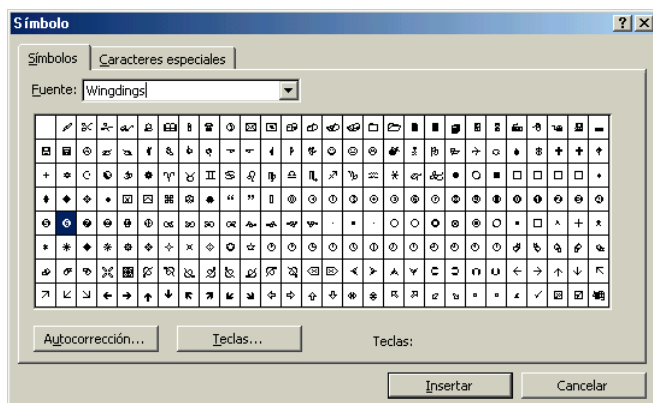 Símbolo
Símbolos Caracteres especiales
Fuente: Wingdings
Autocorrección... Teclas... Teclas:
Insertar Cancelar